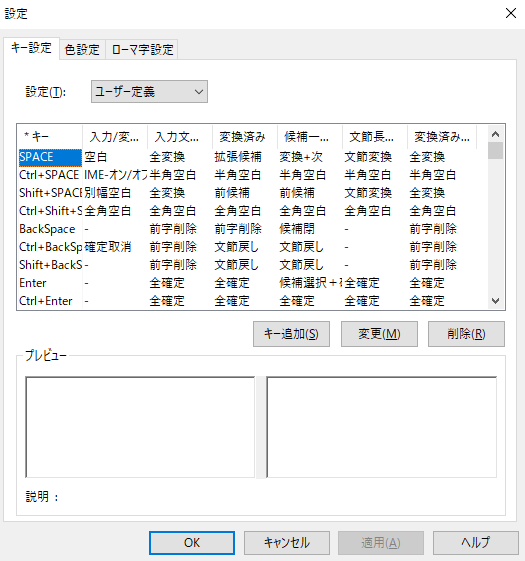 設定
キー設定 色設定 ローマ字設定
設定(T): ユーザー定義
* キー 入力/変... 入力文... 変換済み 候補一... 文節長... 変換済み...
SPACE 空白 全変換 拡張候補 変換+次 文節変換 全変換
Ctrl+SPACE IME-オン/オフ 半角空白 半角空白 半角空白 半角空白 半角空白
Shift+SPACE 別幅空白 全変換 前候補 前候補 文節変換 全変換
Ctrl+Shift+S 全角空白 全角空白 全角空白 全角空白 全角空白 全角空白
BackSpace - 前字削除 前字削除 候補閉 - 前字削除
Ctrl+BackSp 確定取消 前字削除 文節戻し 文節戻し - 前字削除
Shift+BackS - 前字削除 文節戻し 文節戻し - 前字削除
Enter - 全確定 全確定 候補選択+ 全確定 全確定
Ctrl+Enter - 全確定 全確定 全確定 全確定 全確定
キー追加(S) 変更(M) 削除(R)
プレビュー
説明 :
OK キャンセル 適用(A) ヘルプ